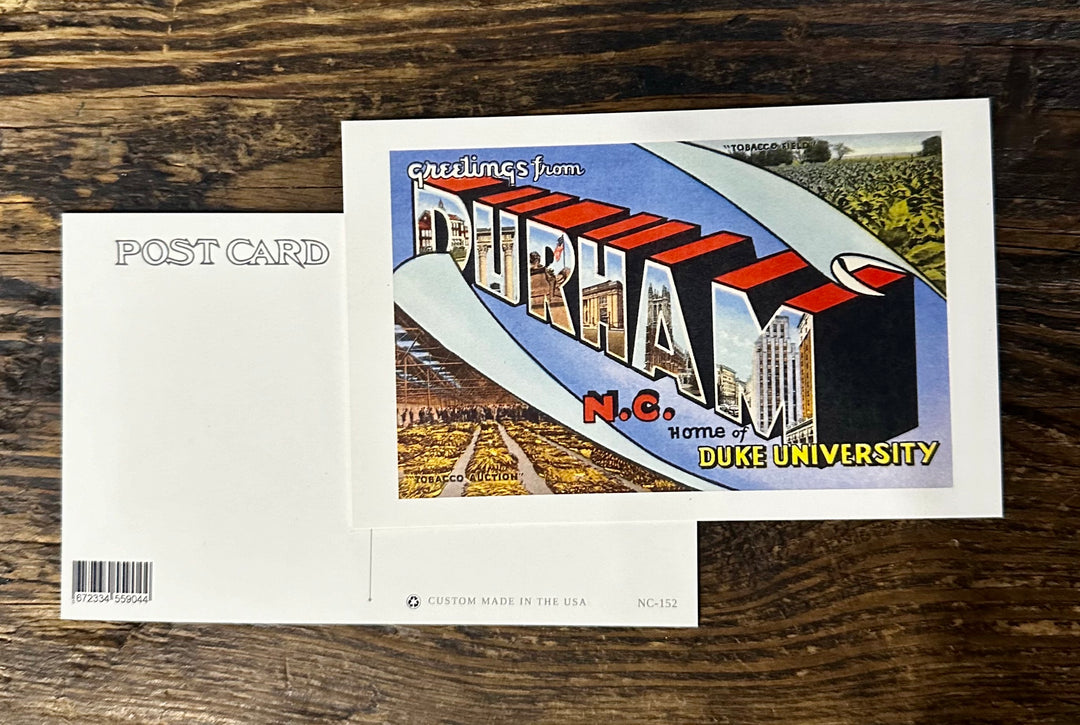 POST CARD
672334 559044
CUSTOM MADE IN THE USA
NC-152
greetings from
"TOBACCO FIELD"
DURHAM
N.C.
Home of
DUKE UNIVERSITY
"TOBACCO AUCTION"